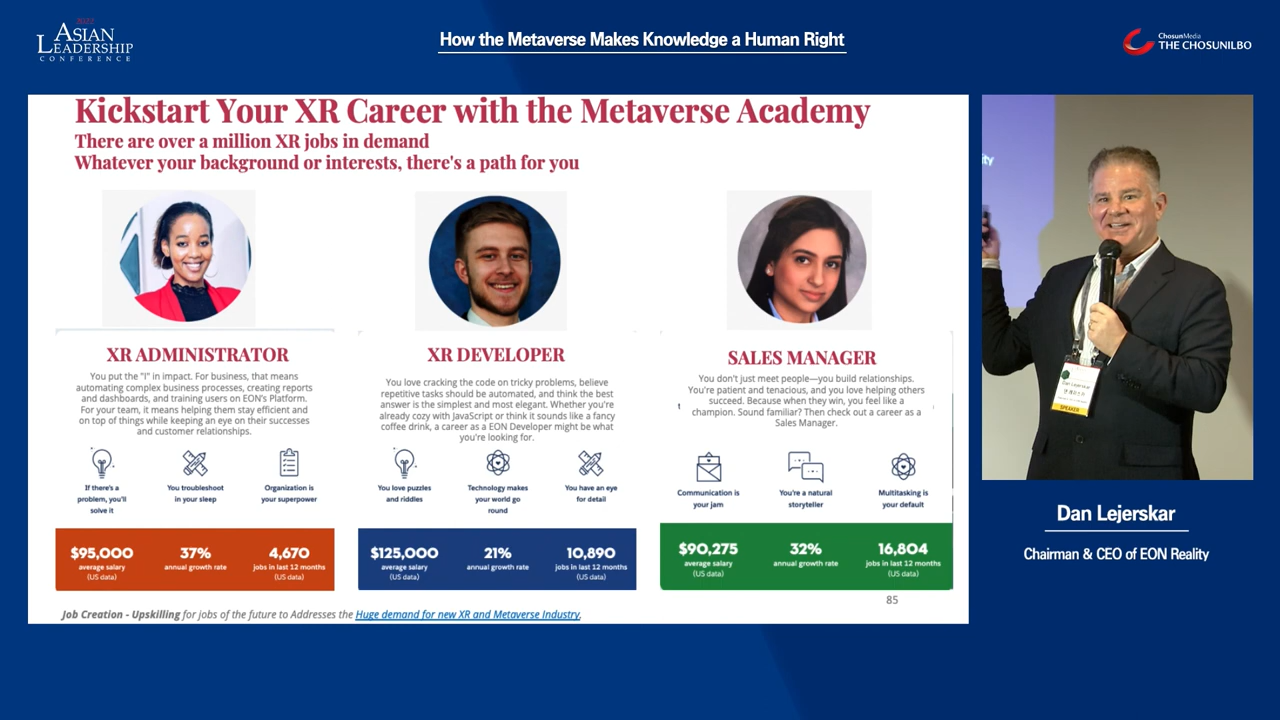 2022
ASIAN
LEADERSHIP
CONFERENCE
How the Metaverse Makes Knowledge a Human Right
ChosunMedia
THE CHOSUNILBO
Kickstart Your XR Career with the Metaverse Academy
There are over a million XR jobs in demand
Whatever your background or interests, there's a path for you
XR ADMINISTRATOR
You put the "I" in impact. For business, that means
automating complex business processes, creating reports
and dashboards, and training users on EON's Platform.
For your team, it means helping them stay efficient and
on top of things while keeping an eye on their successes
and customer relationships.
If there's a
problem, you'll
solve it
You troubleshoot
in your sleep
Organization is
your superpower
$95,000
average salary
(US data)
37%
annual growth rate
4,670
jobs in last 12 months
(US data)
XR DEVELOPER
You love cracking the code on tricky problems, believe
repetitive tasks should be automated, and think the best
answer is the simplest and most elegant. Whether you're
already cozy with JavaScript or think it sounds like a fancy
coffee drink, a career as a EON Developer might be what
you're looking for.
You love puzzles
and riddles
Technology makes
your world go
round
You have an eye
for detail
$125,000
average salary
(US data)
21%
annual growth rate
10,890
jobs in last 12 months
(US data)
SALES MANAGER
You don't just meet people—you build relationships.
You're patient and tenacious, and you love helping others
succeed. Because when they win, you feel like a
champion. Sound familiar? Then check out a career as a
Sales Manager.
Communication is
your jam
You're a natural
storyteller
Multitasking is
your default
$90,275
average salary
(US data)
32%
annual growth rate
16,804
jobs in last 12 months
(US data)
85
Job Creation - Upskilling for jobs of the future to Addresses the Huge demand for new XR and Metaverse Industry.
ity
Dan Lejerskar
SPEAKER
Dan Lejerskar
Chairman & CEO of EON Reality